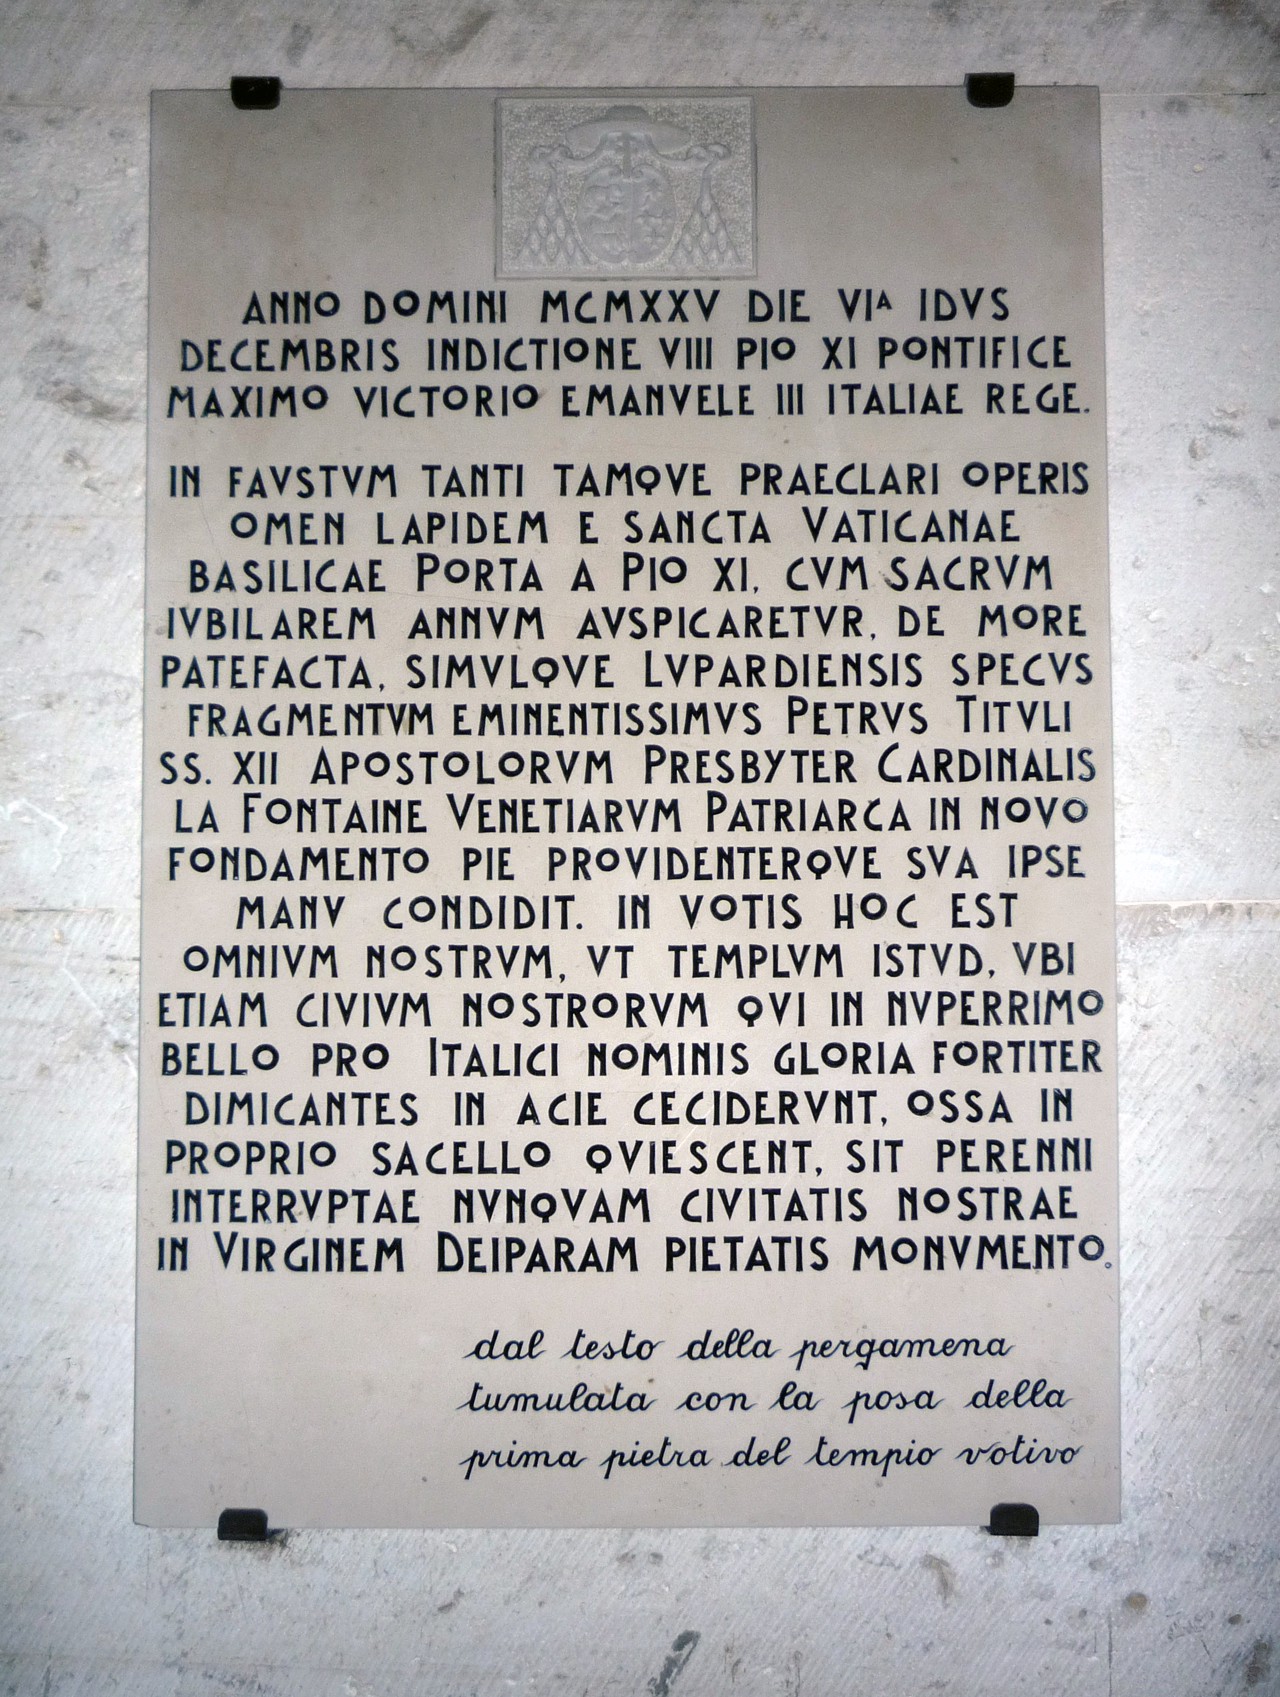 ANNO DOMINI MCMXXV DIE VIA IDVS
DECEMBRIS INDICTIONE VIII PIO XI PONTIFICE
MAXIMO VICTORIO EMANVELE III ITALIAE REGE.
IN FAVSTVM TANTI TAMQVE PRAECLARI OPERIS
OMEN LAPIDEM E SANCTA VATICANAE
BASILICAE PORTA A PIO XI, CVM SACRVM
IVBILAREM ANNVM AVSPICARETVR, DE MORE
PATEFACTA, SIMVLQVE LVPARDIENSIS SPECVS
FRAGMENTVM EMINENTISSIMVS PETRVS TITVLI
SS. XII APOSTOLORVM PRESBYTER CARDINALIS
LA FONTAINE VENETIARVM PATRIARCA IN NOVO
FONDAMENTO PIE PROVIDENTERQVE SVA IPSE
MANV CONDIDIT. IN VOTIS HOC EST
OMNIVM NOSTRVM, VT TEMPLVM ISTVD, VBI
ETIAM CIVIVM NOSTRORVM QVI IN NVPERRIMO
BELLO PRO ITALICI NOMINIS GLORIA FORTITER
DIMICANTES IN ACIE CECIDERVNT, OSSA IN
PROPRIO SACELLO QVIESCENT, SIT PERENNI
INTERRVPTAE NVNQVAM CIVITATIS NOSTRAE
IN VIRGINEM DEIPARAM PIETATIS MONVMENTO.
dal testo della pergamena
tumulata con la posa della
prima pietra del tempio votivo